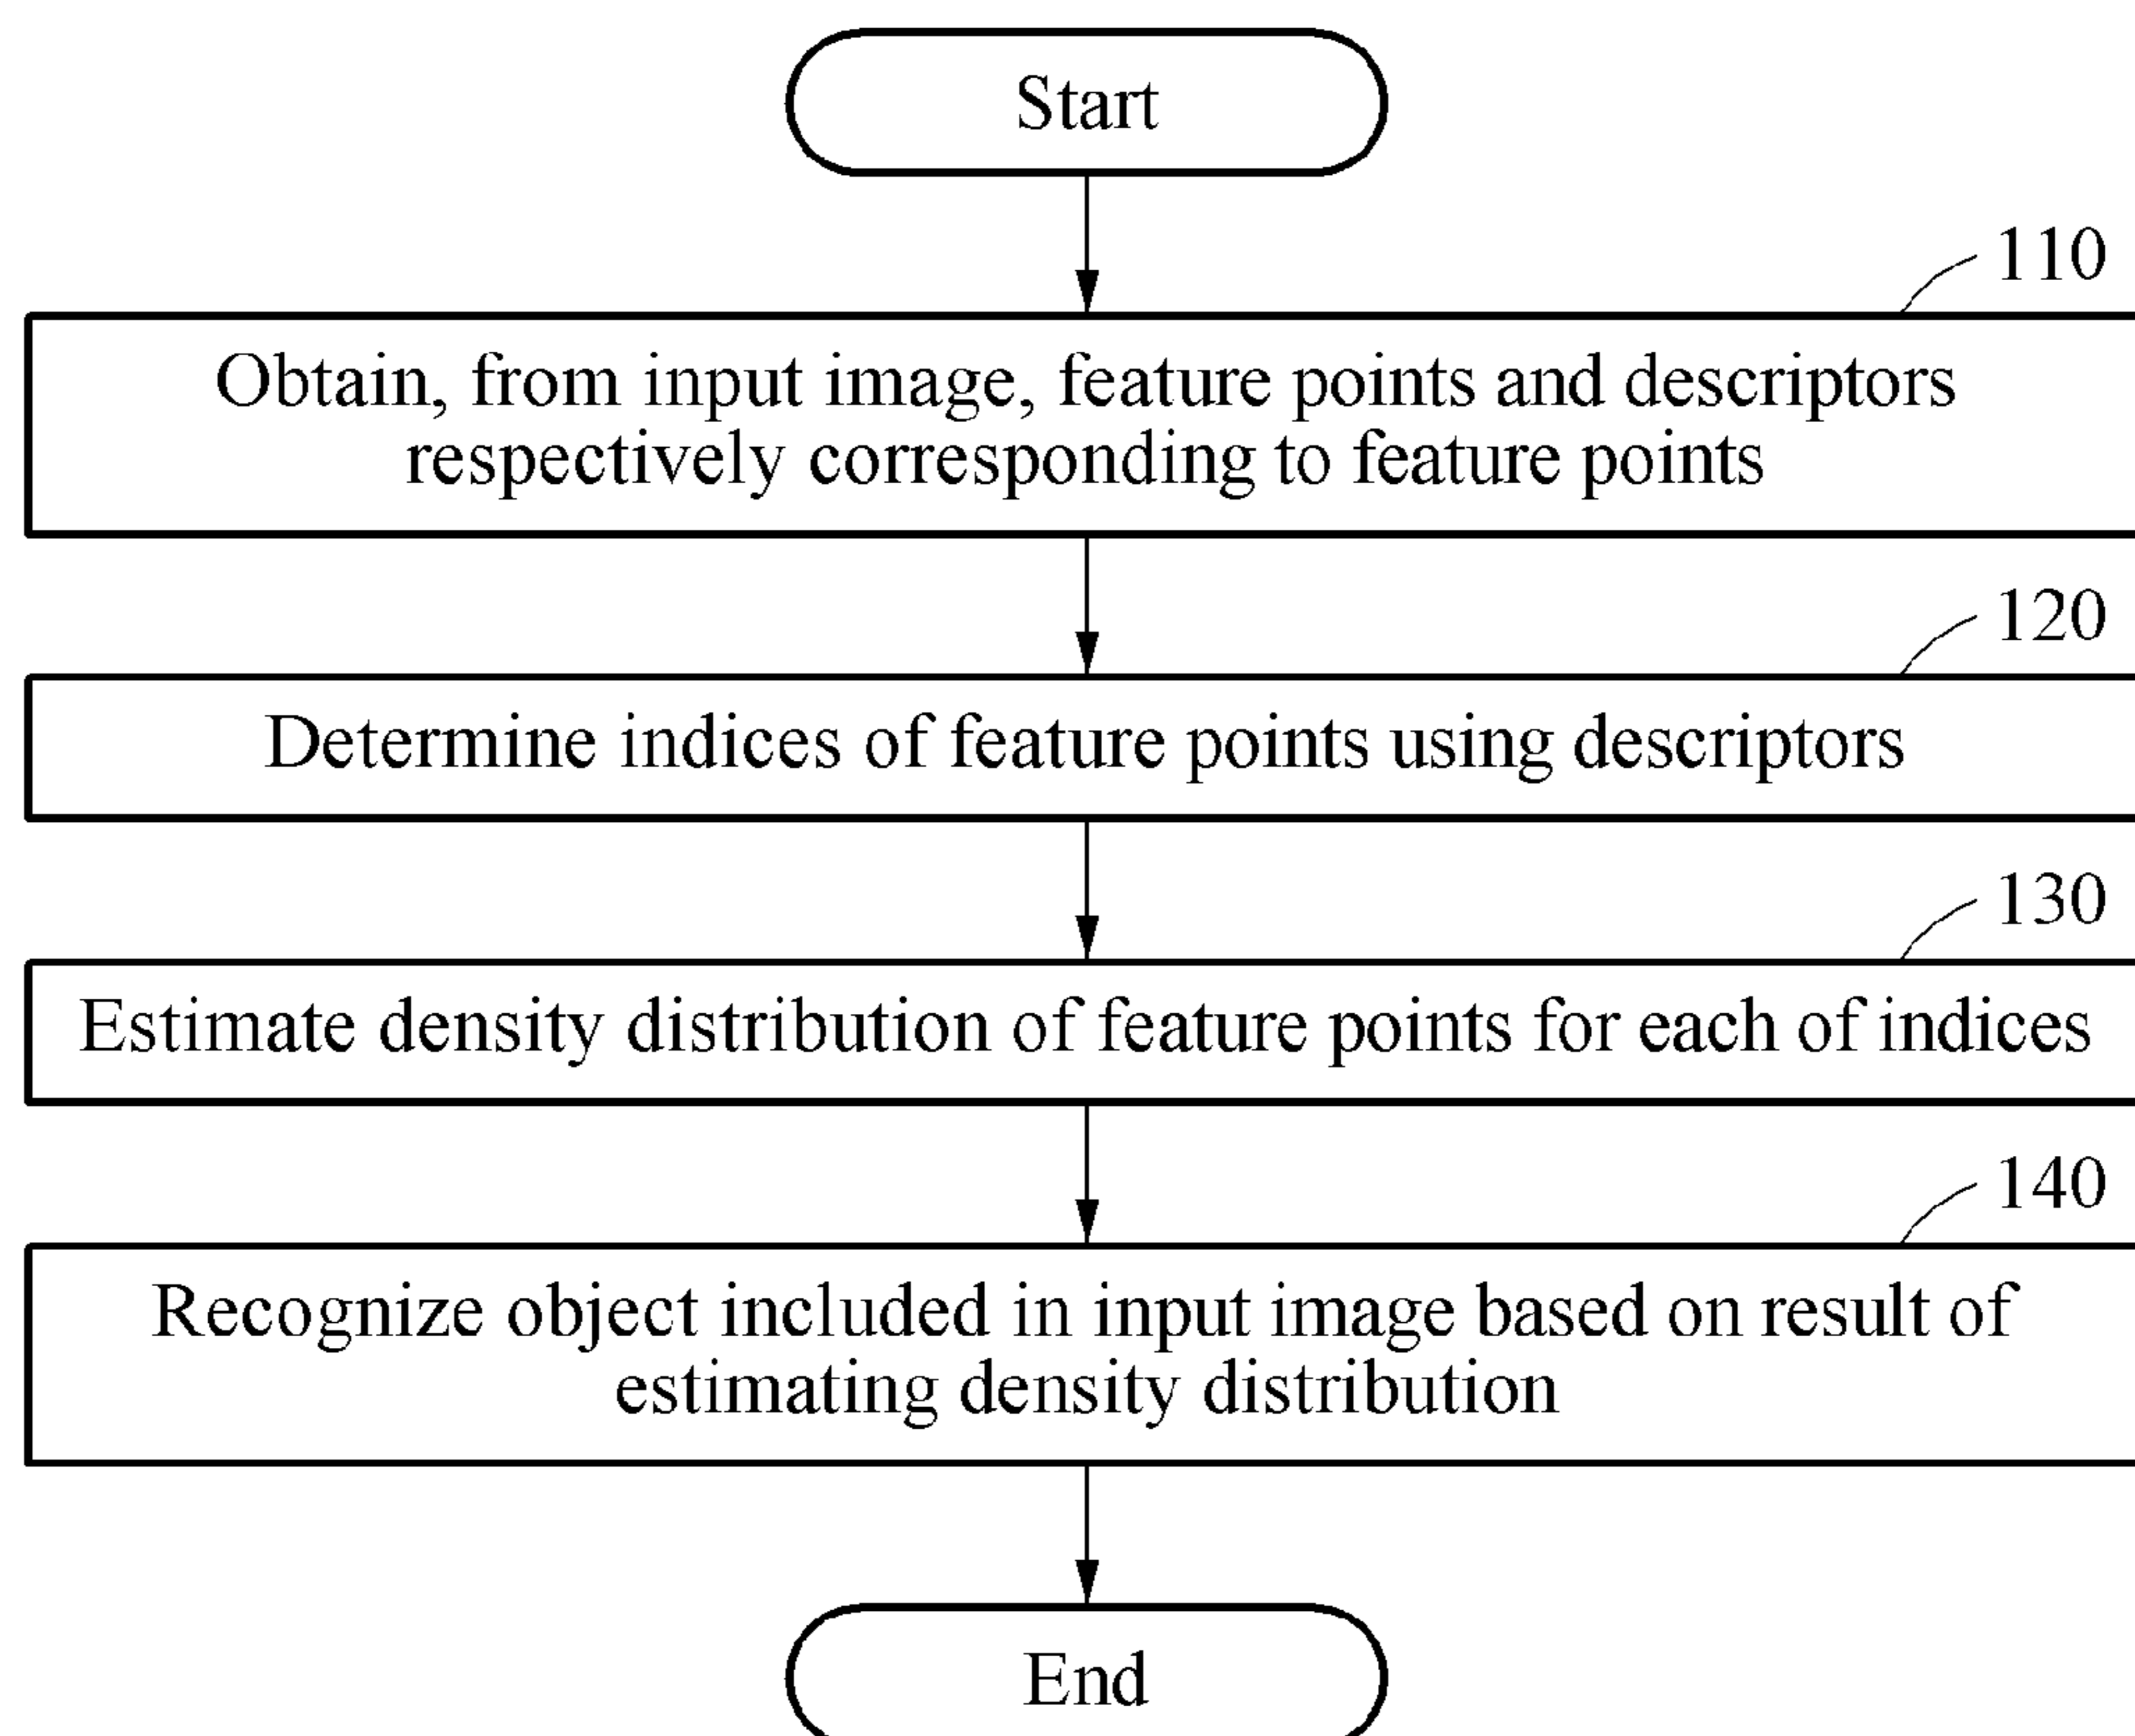 Start
110
Obtain, from input image, feature points and descriptors
respectively corresponding to feature points
120
Determine indices of feature points using descriptors
130
Estimate density distribution of feature points for each of indices
140
Recognize object included in input image based on result of
estimating density distribution
End